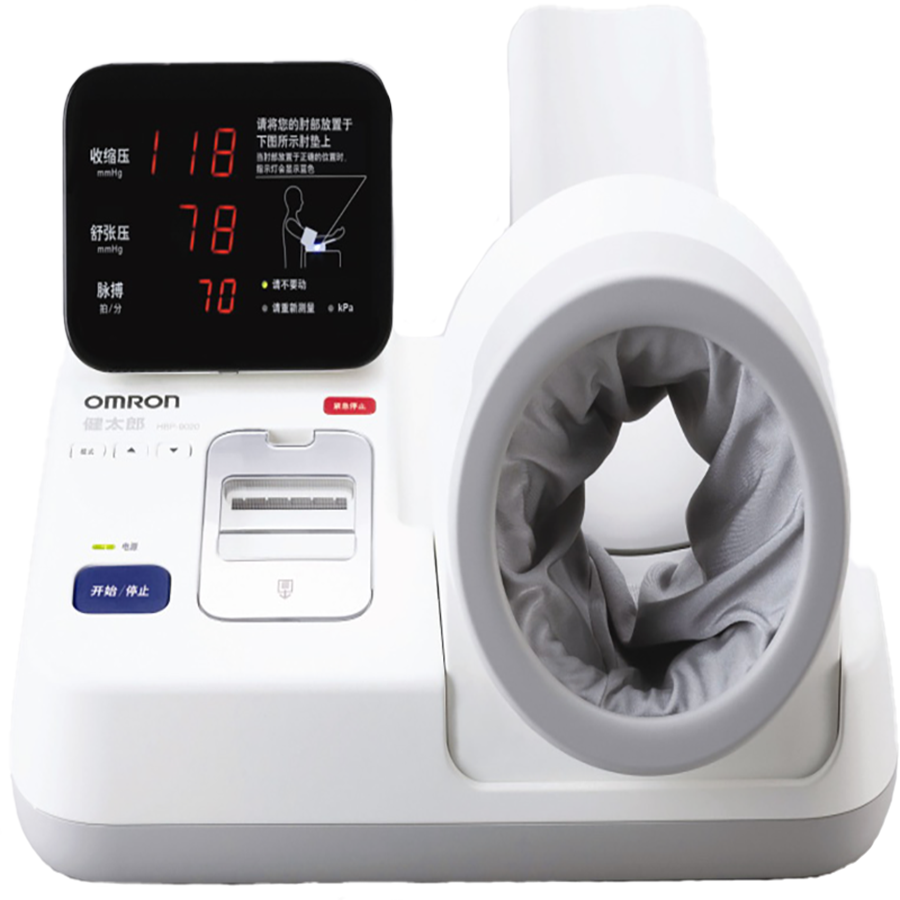 收缩压
mmHg
118
舒张压
mmHg
78
脉搏
拍/分
70
请将您的肘部放置于
下图所示肘垫上
当肘部放置于正确的位置时,
指示灯会显示蓝色
请不要动
请重新测量
kPa
OMRON
健太郎 HBP-9020
紧急停止
电源
开始/停止